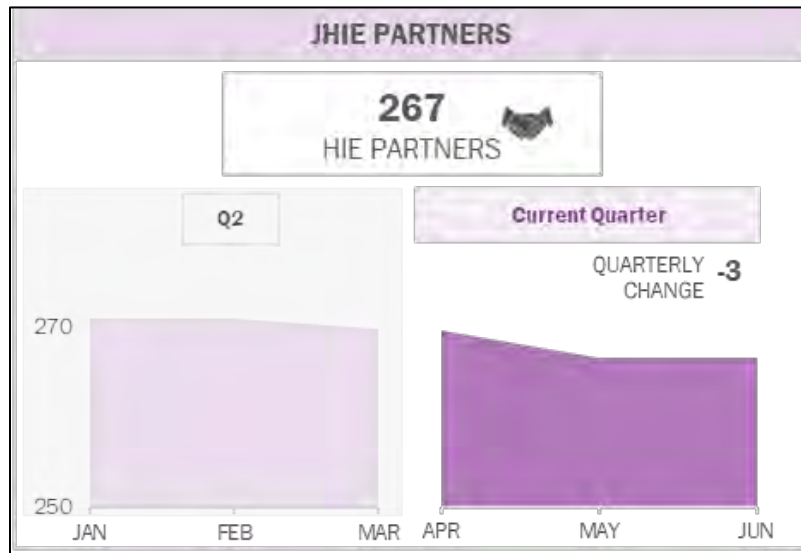 JHIE PARTNERS
267
HIE PARTNERS
Q2
Current Quarter
QUARTERLY
CHANGE
-3
270
250
JAN FEB MAR APR MAY JUN